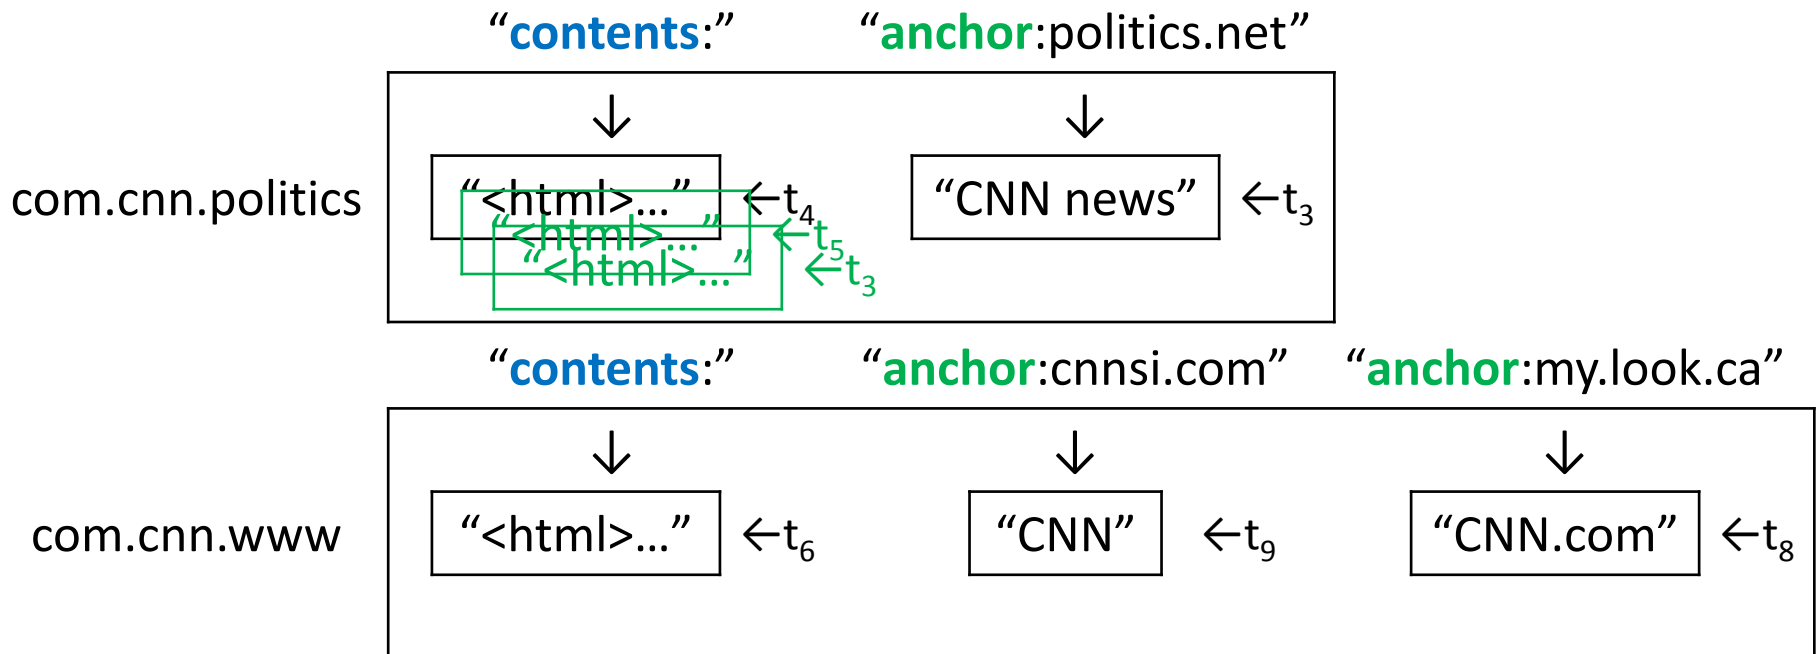 “contents:” “anchor:politics.net”
↓ ↓
com.cnn.politics “<html>...” ←t₄ “CNN news” ←t₃
“<html>...” ←t₅
“<html>...” ←t₃
“contents:” “anchor:cnnsi.com” “anchor:my.look.ca”
↓ ↓ ↓
com.cnn.www “<html>...” ←t₆ “CNN” ←t₉ “CNN.com” ←t₈